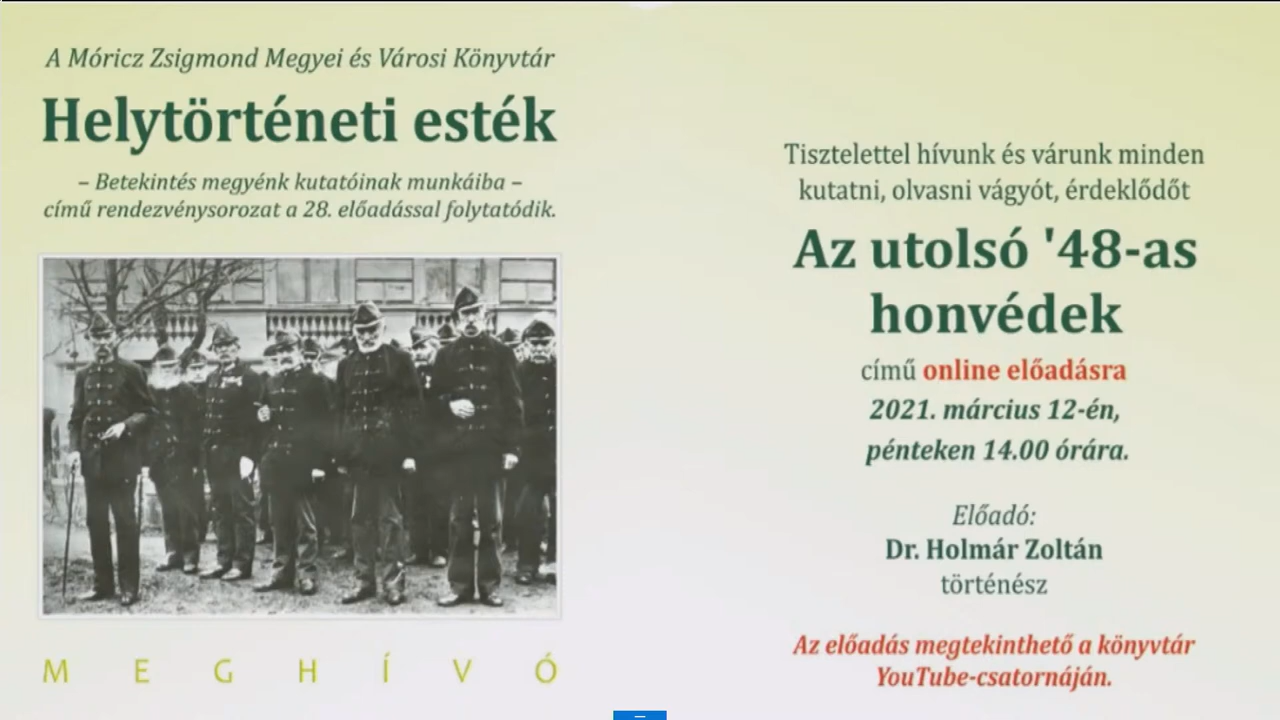 A Móricz Zsigmond Megyei és Városi Könyvtár
Helytörténeti esték
– Betekintés megyénk kutatóinak munkáiba –
című rendezvénysorozat a 28. előadással folytatódik.
MEGHÍVÓ
Tisztelettel hívunk és várunk minden
kutatni, olvasni vágyót, érdeklődőt
Az utolsó '48-as
honvédek
című online előadásra
2021. március 12-én,
pénteken 14.00 órára.
Előadó:
Dr. Holmár Zoltán
történész
Az előadás megtekinthető a könyvtár
YouTube-csatornáján.